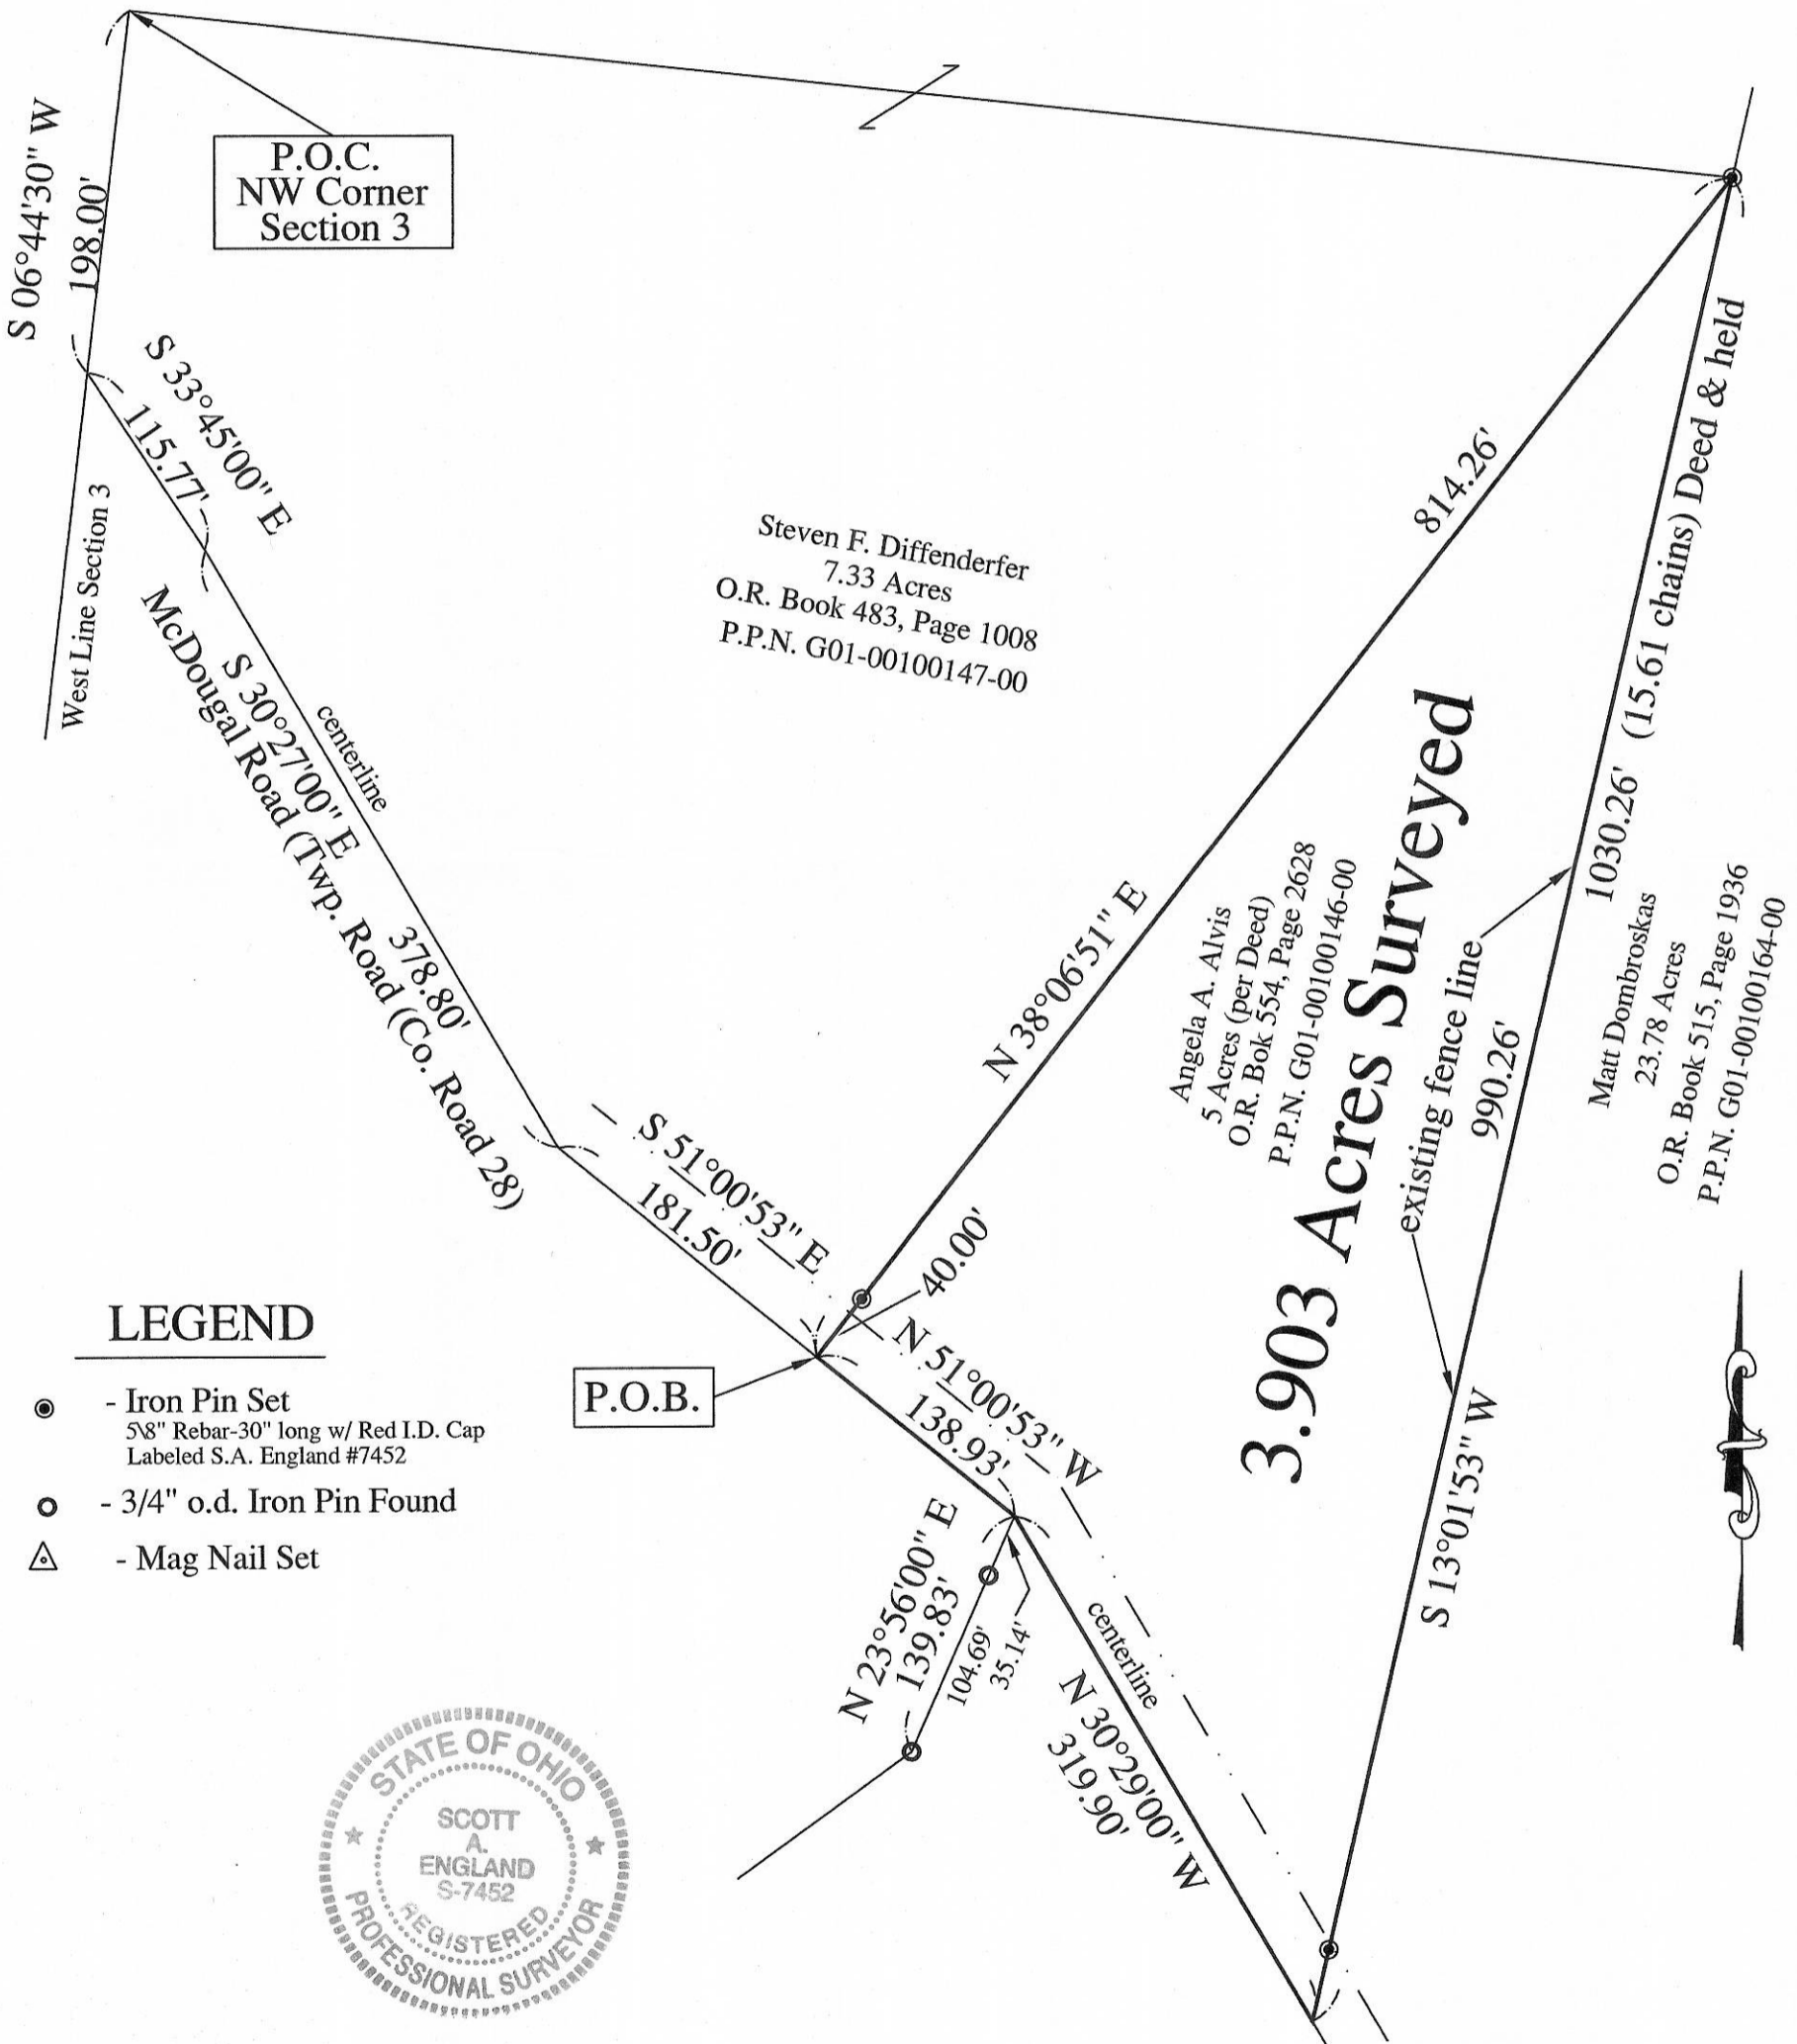 S 06°44'30" W
198.00'
P.O.C.
NW Corner
Section 3
S 33°45'00" E
115.77'
West Line Section 3
McDougal Road (Twp. Road (Co. Road 28)
S 30°27'00" E
378.80'
centerline
Steven F. Diffenderfer
7.33 Acres
O.R. Book 483, Page 1008
P.P.N. G01-00100147-00
814.26'
N 38°06'51" E
1030.26' (15.61 chains) Deed & held
Angela A. Alvis
5 Acres (per Deed)
O.R. Bok 554, Page 2628
P.P.N. G01-00100146-00
3.903 Acres Surveyed
existing fence line
990.26'
S 13°01'53" W
Matt Dombroskas
23.78 Acres
O.R. Book 515, Page 1936
P.P.N. G01-00100164-00
S 51°00'53" E
181.50'
40.00'
P.O.B.
N 51°00'53" W
138.93'
N 23°56'00" E
139.83'
104.69'
35.14'
centerline
N 30°29'00" W
319.90'
LEGEND
- Iron Pin Set
5\8" Rebar-30" long w/ Red I.D. Cap
Labeled S.A. England #7452
- 3/4" o.d. Iron Pin Found
- Mag Nail Set
STATE OF OHIO
SCOTT
A.
ENGLAND
S-7452
REGISTERED
PROFESSIONAL SURVEYOR